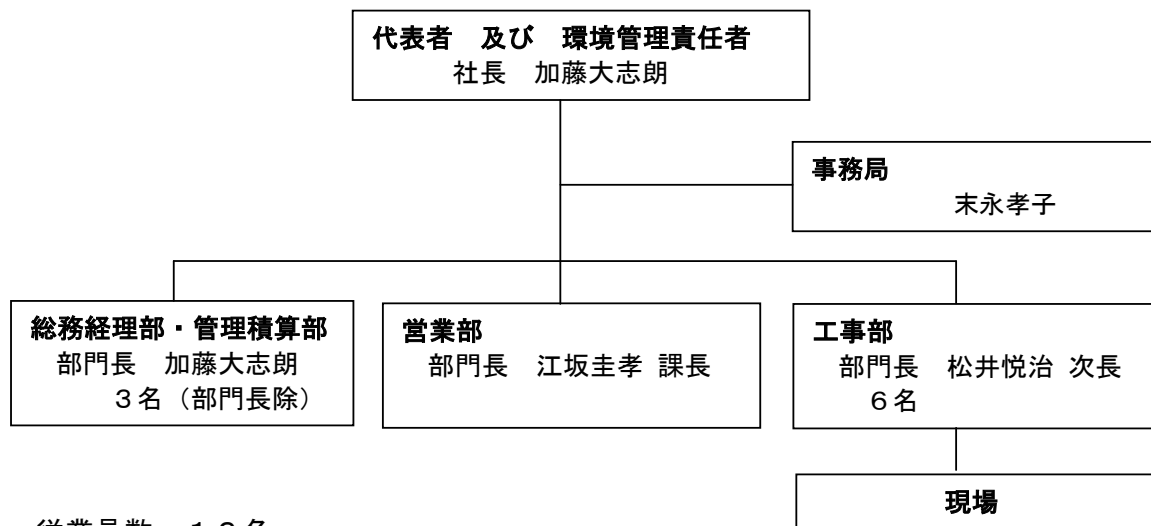 代表者　及び　環境管理責任者
社長　加藤大志朗
事務局
末永孝子
総務経理部・管理積算部
部門長　加藤大志朗
３名（部門長除）
営業部
部門長　江坂圭孝 課長
工事部
部門長　松井悦治 次長
６名
現場